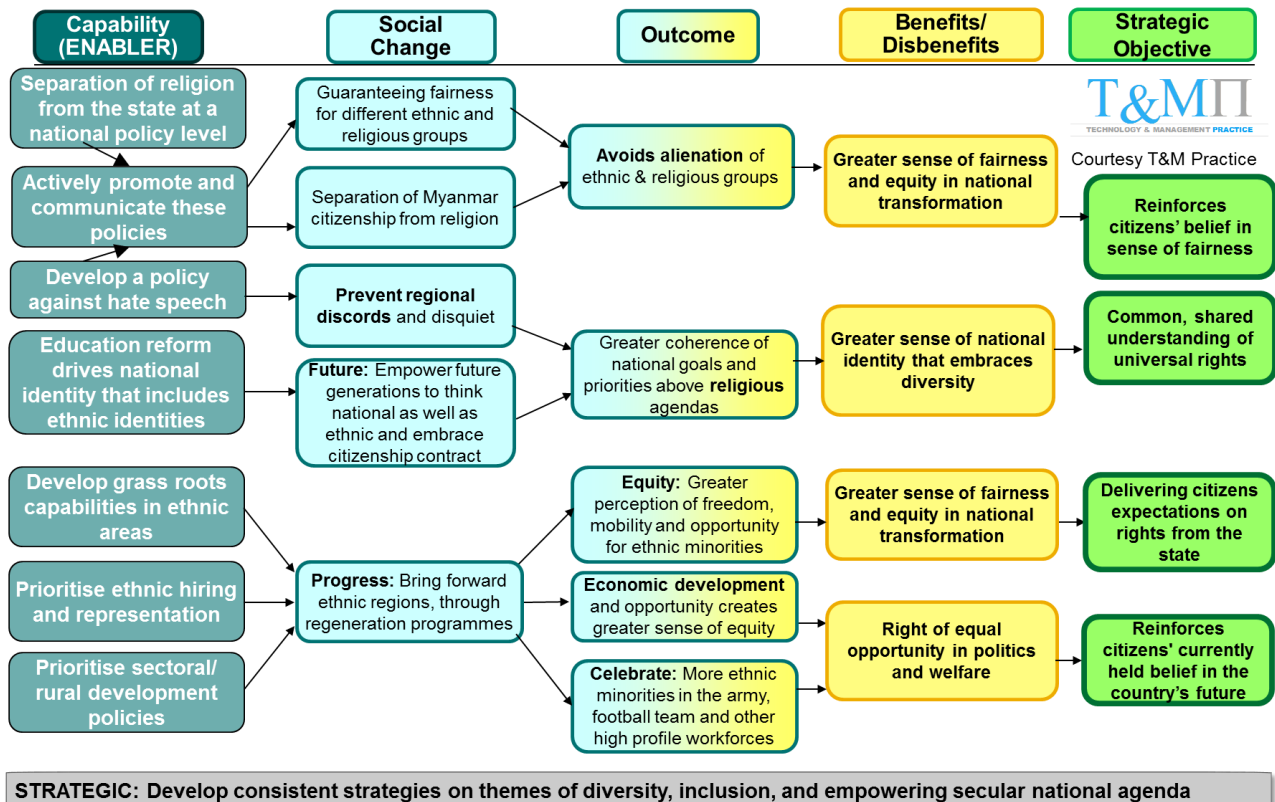 Capability
(ENABLER)
Social
Change
Outcome
Benefits/
Disbenefits
Strategic
Objective
Separation of religion
from the state at a
national policy level
Actively promote and
communicate these
policies
Develop a policy
against hate speech
Education reform
drives national
identity that includes
ethnic identities
Develop grass roots
capabilities in ethnic
areas
Prioritise ethnic hiring
and representation
Prioritise sectoral/
rural development
policies
Guaranteeing fairness
for different ethnic and
religious groups
Separation of Myanmar
citizenship from religion
Prevent regional
discords and disquiet
Future: Empower future
generations to think
national as well as
ethnic and embrace
citizenship contract
Progress: Bring forward
ethnic regions, through
regeneration programmes
Avoids alienation of
ethnic & religious groups
Greater coherence of
national goals and
priorities above religious
agendas
Equity: Greater
perception of freedom,
mobility and opportunity
for ethnic minorities
Economic development
and opportunity creates
greater sense of equity
Celebrate: More ethnic
minorities in the army,
football team and other
high profile workforces
Greater sense of fairness
and equity in national
transformation
Greater sense of national
identity that embraces
diversity
Greater sense of fairness
and equity in national
transformation
Right of equal
opportunity in politics
and welfare
T&MΠ
TECHNOLOGY & MANAGEMENT PRACTICE
Courtesy T&M Practice
Reinforces
citizens’ belief in
sense of fairness
Common, shared
understanding of
universal rights
Delivering citizens
expectations on
rights from the
state
Reinforces
citizens' currently
held belief in the
country’s future
STRATEGIC: Develop consistent strategies on themes of diversity, inclusion, and empowering secular national agenda